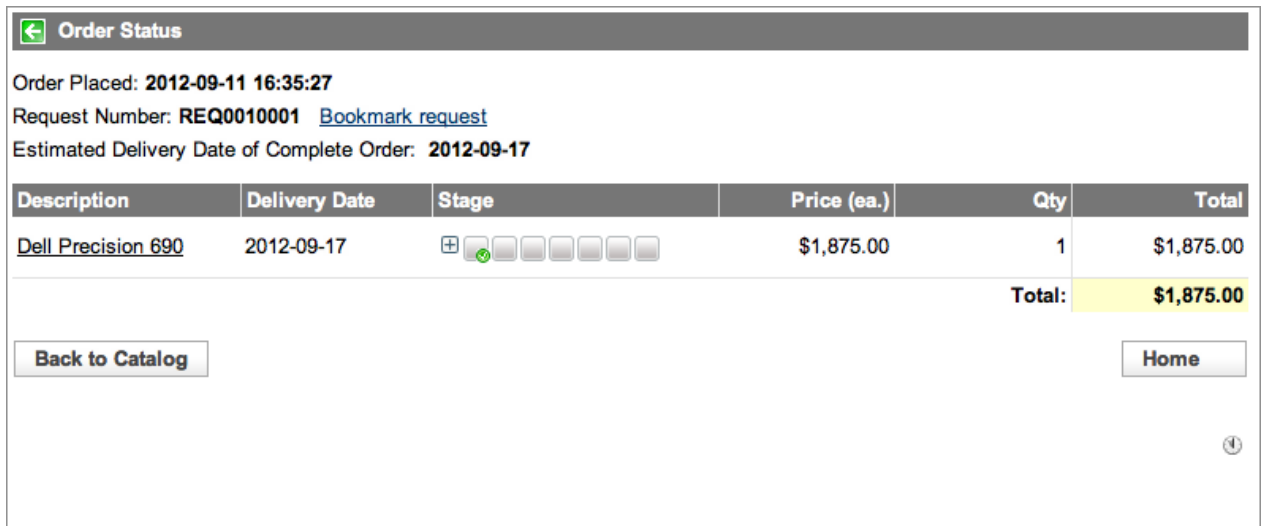 Order Status
Order Placed: 2012-09-11 16:35:27
Request Number: REQ0010001 Bookmark request
Estimated Delivery Date of Complete Order: 2012-09-17
Description Delivery Date Stage Price (ea.) Qty Total
Dell Precision 690 2012-09-17 $1,875.00 1 $1,875.00
Total: $1,875.00
Back to Catalog Home